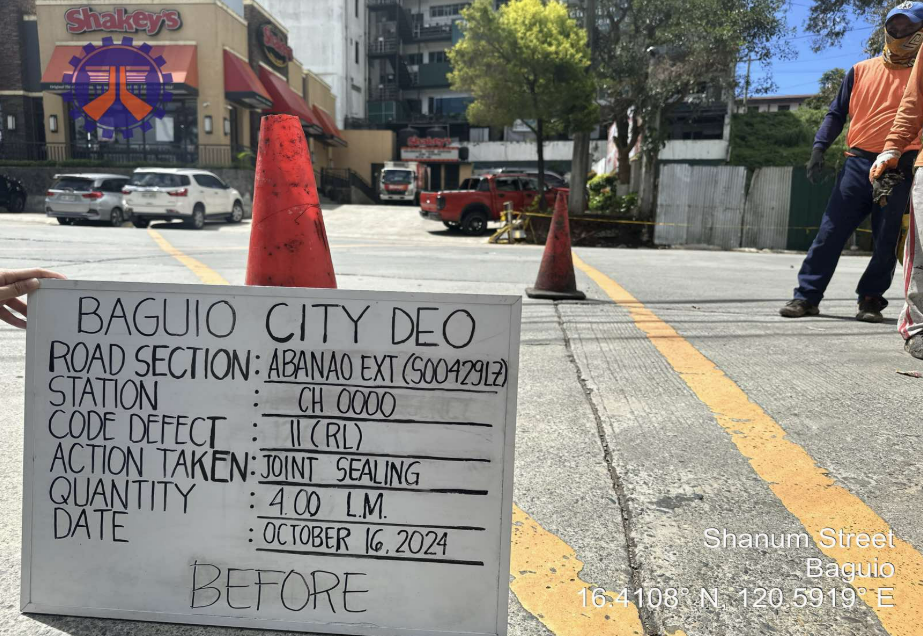 Shakey's
Shakey's
BAGUIO CITY DEO
ROAD SECTION: ABANAO EXT (S00429LZ)
STATION : CH 0000
CODE DEFECT : 11 (RL)
ACTION TAKEN: JOINT SEALING
QUANTITY : 4.00 L.M.
DATE : OCTOBER 16, 2024
BEFORE
Shanum Street
Baguio
16.4108° N, 120.5919° E